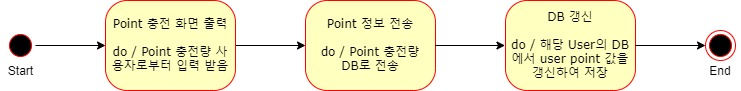 Start
Point 충전 화면 출력
do / Point 충전량 사
용자로부터 입력 받음
Point 정보 전송
do / Point 충전량
DB로 전송
DB 갱신
do / 해당 User의 DB
에서 user point 값을
갱신하여 저장
End